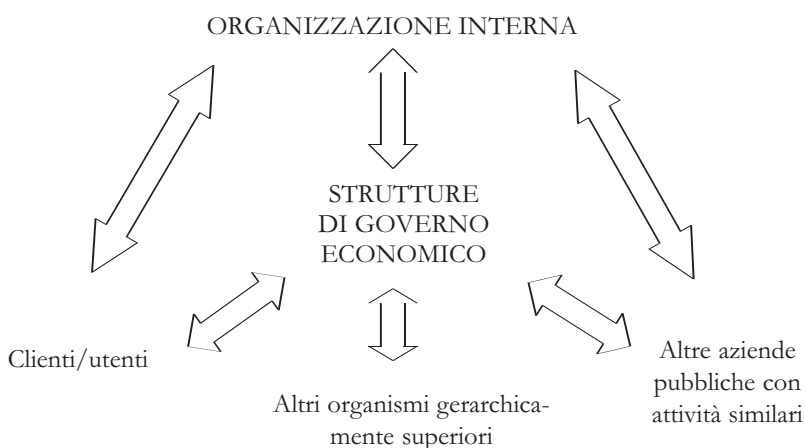 ORGANIZZAZIONE INTERNA
STRUTTURE
DI GOVERNO
ECONOMICO
Clienti/utenti
Altri organismi gerarchica-
mente superiori
Altre aziende
pubbliche con
attività similari